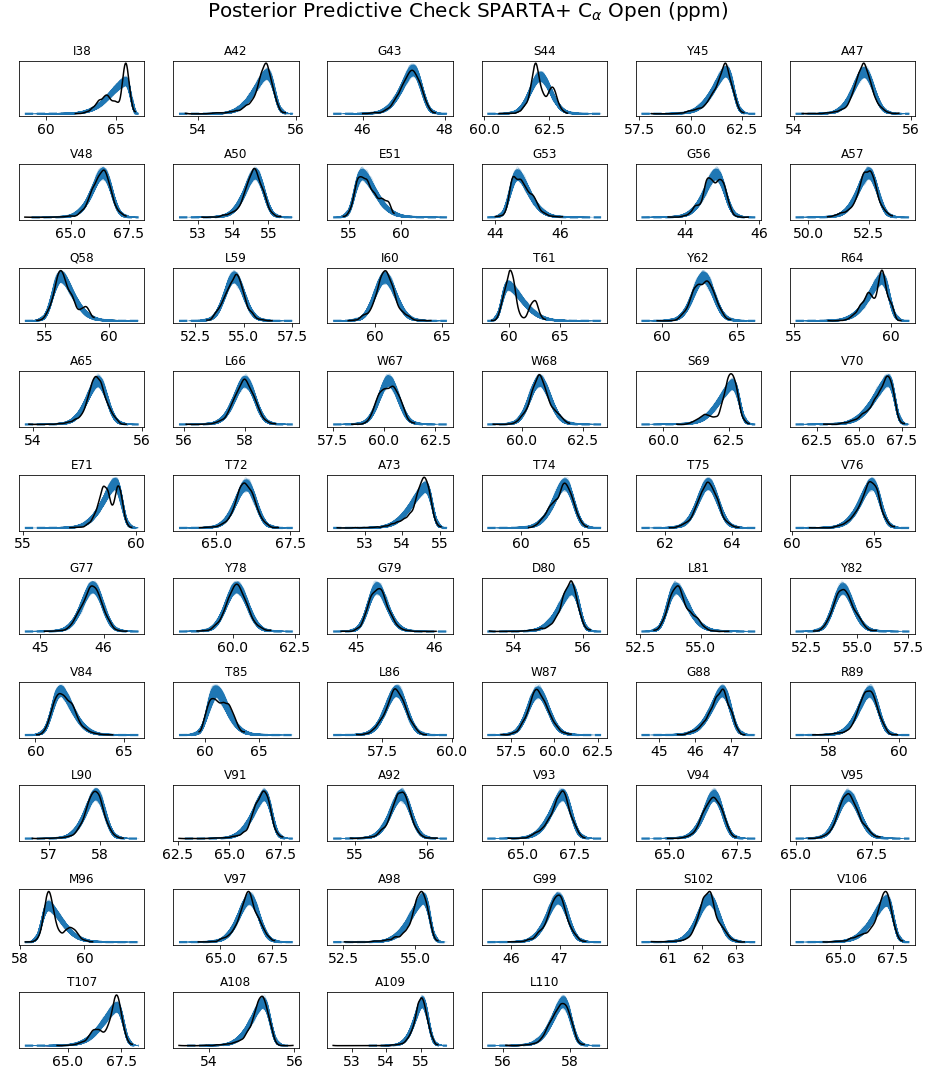 Posterior Predictive Check SPARTA+ Cα Open (ppm)
I38 A42 G43 S44 Y45 A47
60 65 54 56 46 48 60.0 62.5 57.5 60.0 62.5 54 56
V48 A50 E51 G53 G56 A57
65.0 67.5 53 54 55 55 60 44 46 44 46 50.0 52.5
Q58 L59 I60 T61 Y62 R64
55 60 52.5 55.0 57.5 60 65 60 65 60 65 55 60
A65 L66 W67 W68 S69 V70
54 56 56 58 57.5 60.0 62.5 60.0 62.5 60.0 62.5 62.5 65.0 67.5
E71 T72 A73 T74 T75 V76
55 60 65.0 67.5 53 54 55 60 65 62 64 60 65
G77 Y78 G79 D80 L81 Y82
45 46 60.0 62.5 45 46 54 56 52.5 55.0 52.5 55.0 57.5
V84 T85 L86 W87 G88 R89
60 65 60 65 57.5 60.0 57.5 60.0 62.5 45 46 47 58 60
L90 V91 A92 V93 V94 V95
57 58 62.5 65.0 67.5 55 56 65.0 67.5 65.0 67.5 65.0 67.5
M96 V97 A98 G99 S102 V106
58 60 65.0 67.5 52.5 55.0 46 47 61 62 63 65.0 67.5
T107 A108 A109 L110
65.0 67.5 54 56 53 54 55 56 58